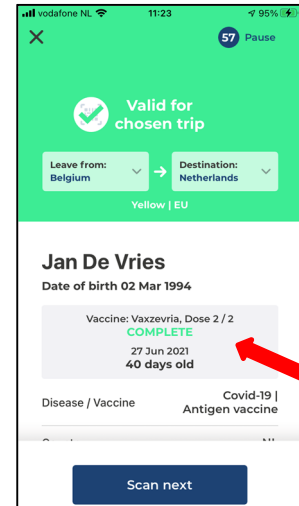 vodafone NL 11:23 95%
57 Pause
Valid for
chosen trip
Leave from:
Belgium
Destination:
Netherlands
Yellow | EU
Jan De Vries
Date of birth 02 Mar 1994
Vaccine: Vaxzevria, Dose 2 / 2
COMPLETE
27 Jun 2021
40 days old
Disease / Vaccine
Covid-19 |
Antigen vaccine
Scan next